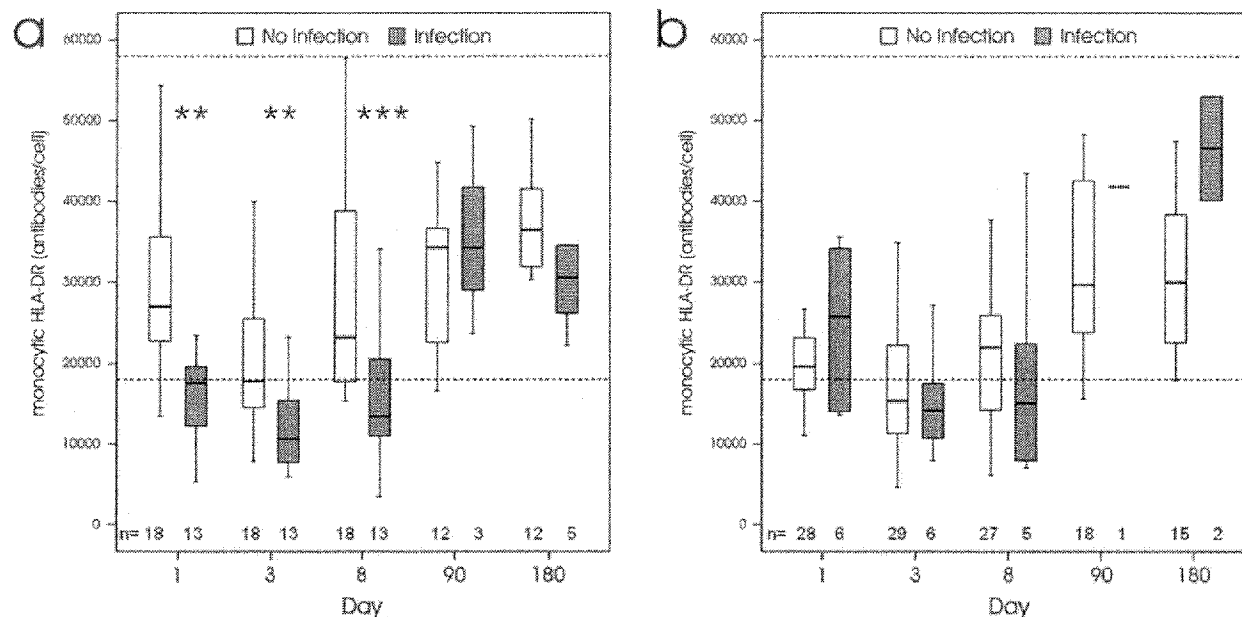 a
No Infection Infection
monocytic HLA-DR (antibodies/cell)
60000
50000
40000
30000
20000
10000
0
** ** ***
n= 18 13 18 13 18 13 12 3 12 5
1 3 8 90 180
Day
b
No Infection Infection
monocytic HLA-DR (antibodies/cell)
60000
50000
40000
30000
20000
10000
0
n= 28 6 29 6 27 5 18 1 15 2
1 3 8 90 180
Day